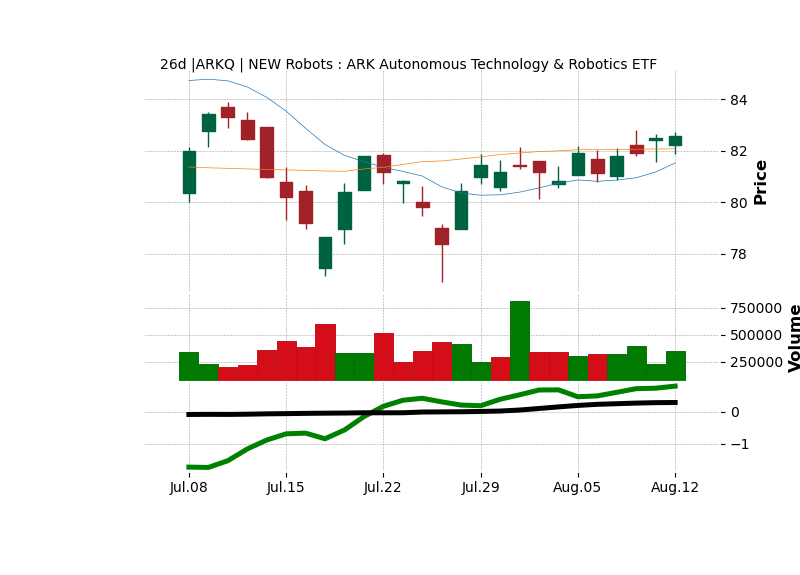 26d |ARKQ | NEW Robots : ARK Autonomous Technology & Robotics ETF
84
82
80
78
Price
750000
500000
250000
Volume
0
−1
Jul.08 Jul.15 Jul.22 Jul.29 Aug.05 Aug.12